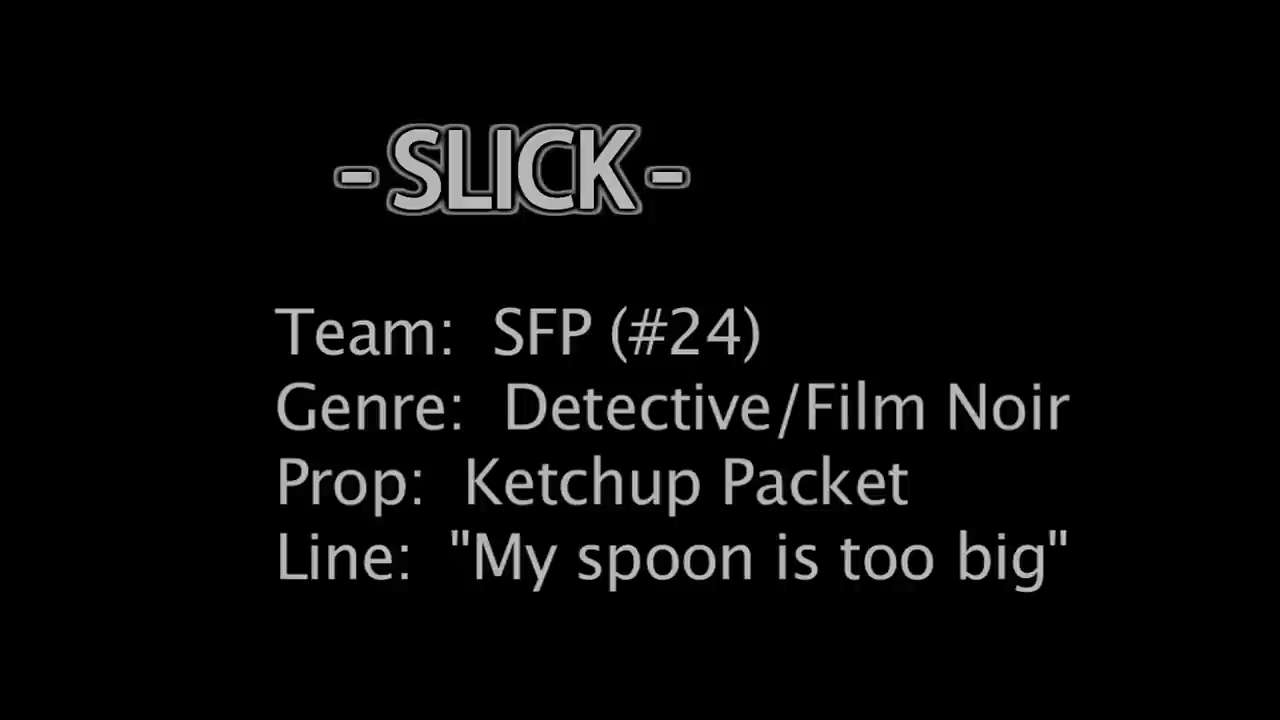 - SLICK -
Team: SFP (#24)
Genre: Detective/Film Noir
Prop: Ketchup Packet
Line: "My spoon is too big"